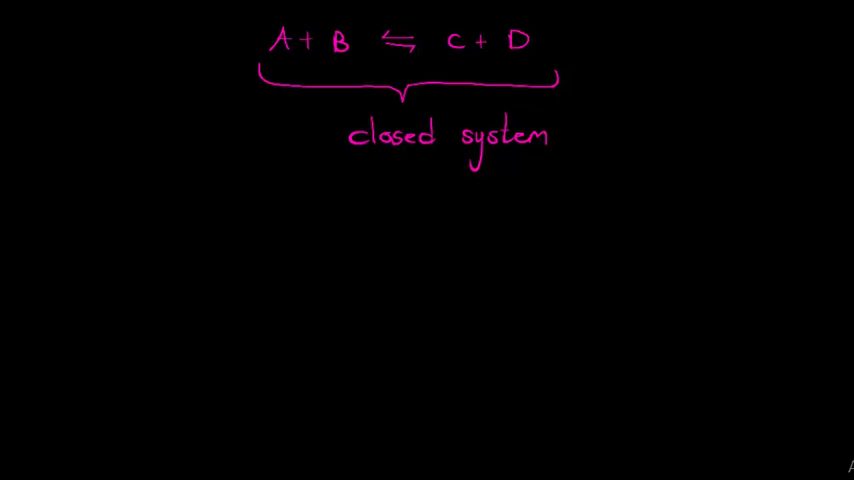 A + B ⇋ C + D
closed system